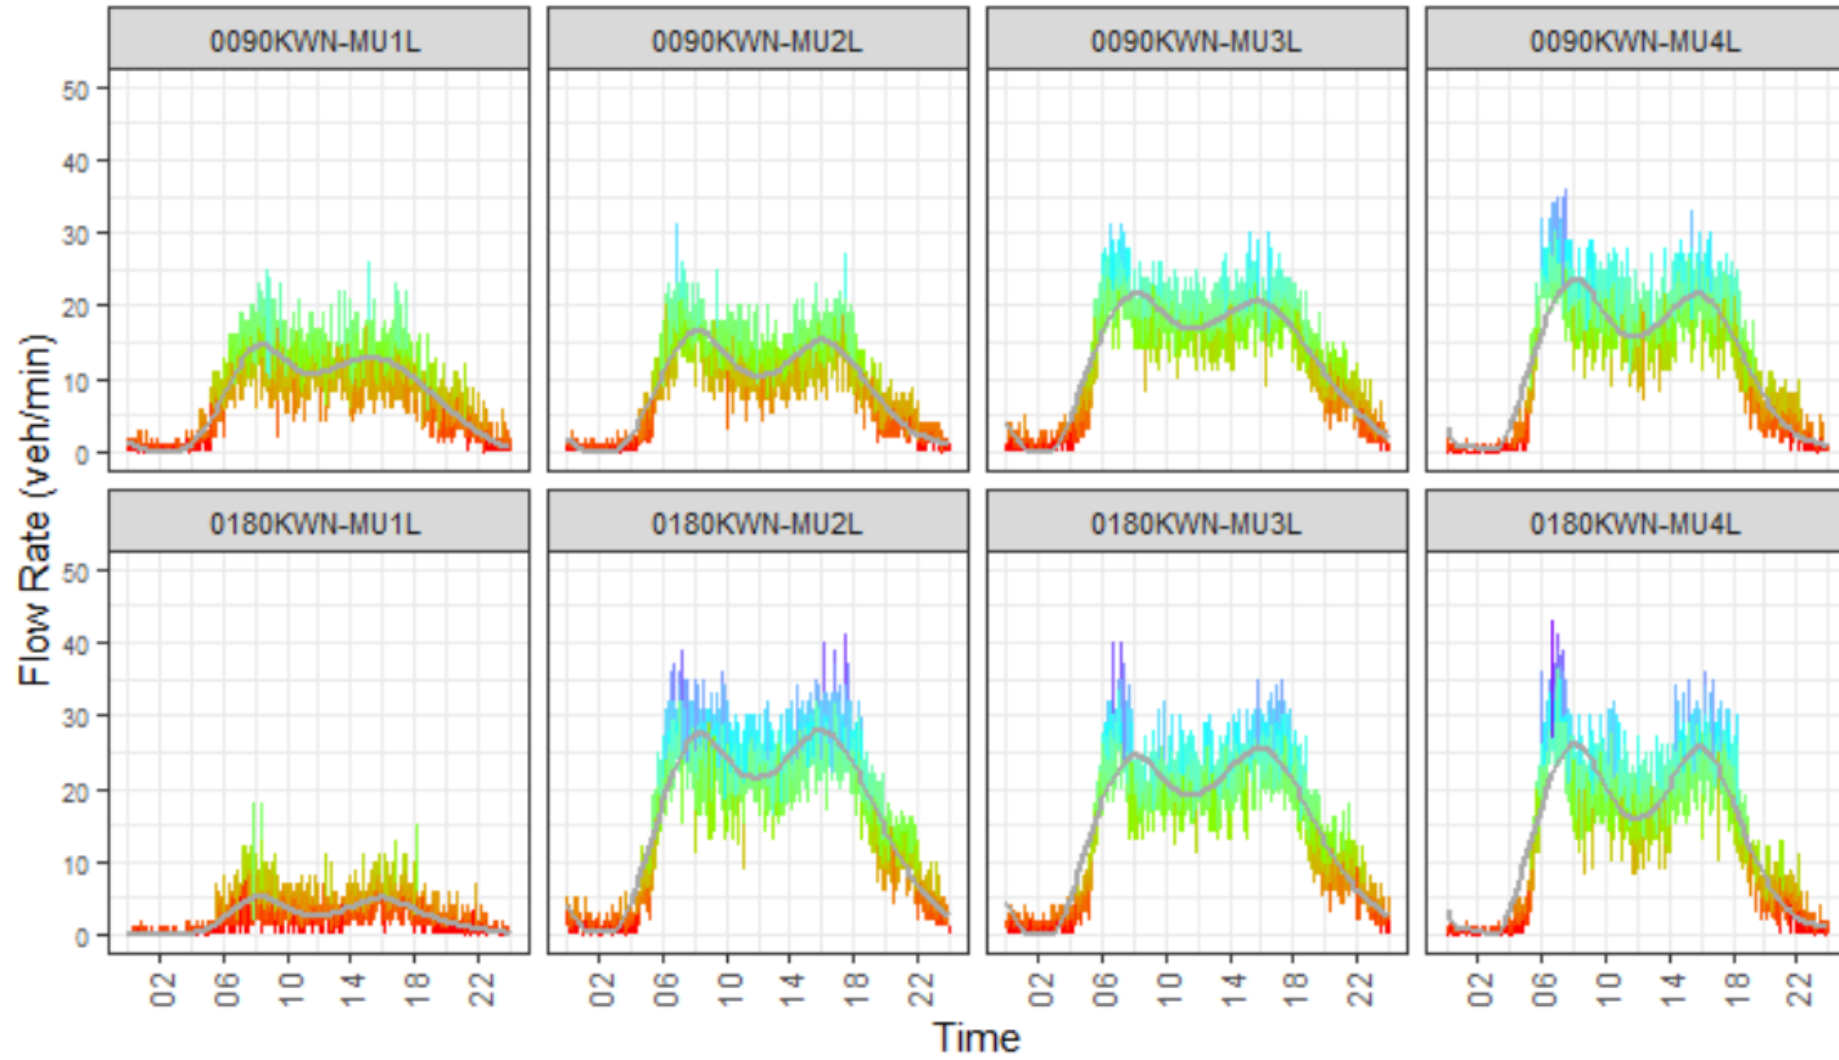 0090KWN-MU1L 0090KWN-MU2L 0090KWN-MU3L 0090KWN-MU4L
50
40
30
20
10
0
0180KWN-MU1L 0180KWN-MU2L 0180KWN-MU3L 0180KWN-MU4L
50
40
30
20
10
0
Flow Rate (veh/min)
02 06 10 14 18 22 02 06 10 14 18 22 02 06 10 14 18 22 02 06 10 14 18 22
Time